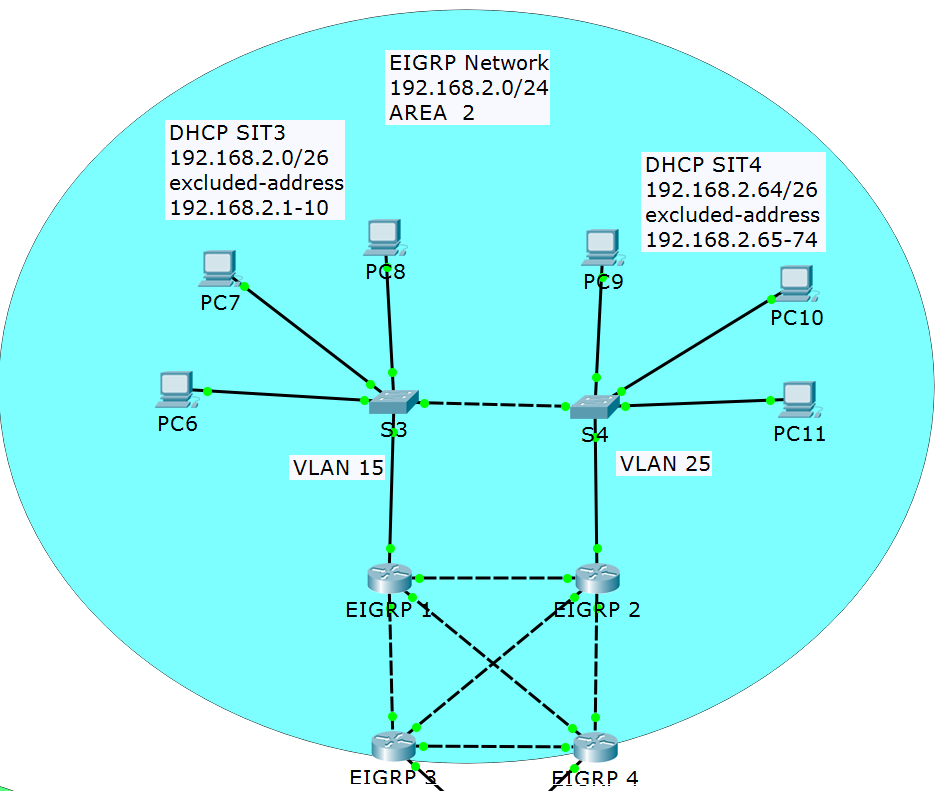 EIGRP Network
192.168.2.0/24
AREA 2
DHCP SIT3
192.168.2.0/26
excluded-address
192.168.2.1-10
DHCP SIT4
192.168.2.64/26
excluded-address
192.168.2.65-74
PC8
PC9
PC7
PC10
PC6
S3
S4
PC11
VLAN 15
VLAN 25
EIGRP 1
EIGRP 2
EIGRP 3
EIGRP 4